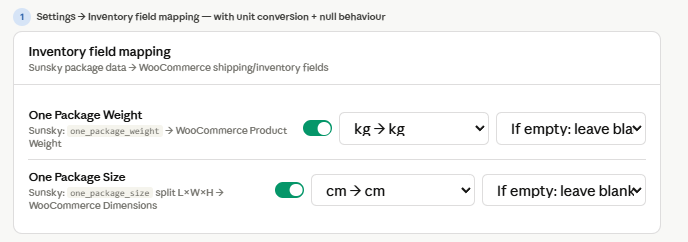 1 Settings → Inventory field mapping — with unit conversion + null behaviour
Inventory field mapping
Sunsky package data → WooCommerce shipping/inventory fields
One Package Weight
Sunsky: one_package_weight → WooCommerce Product
Weight
kg → kg
If empty: leave bla
One Package Size
Sunsky: one_package_size split L×W×H →
WooCommerce Dimensions
cm → cm
If empty: leave blank